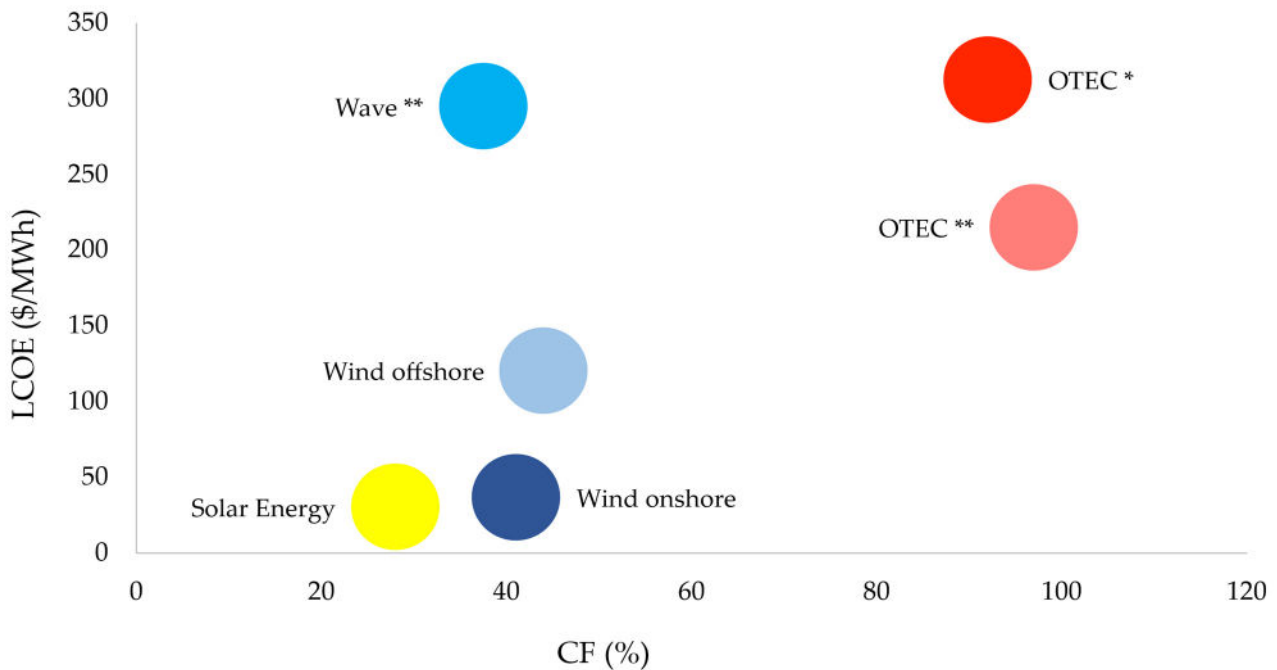 350
300
250
200
150
100
50
0
LCOE ($/MWh)
Wave **
OTEC *
OTEC **
Wind offshore
Solar Energy
Wind onshore
0 20 40 60 80 100 120
CF (%)